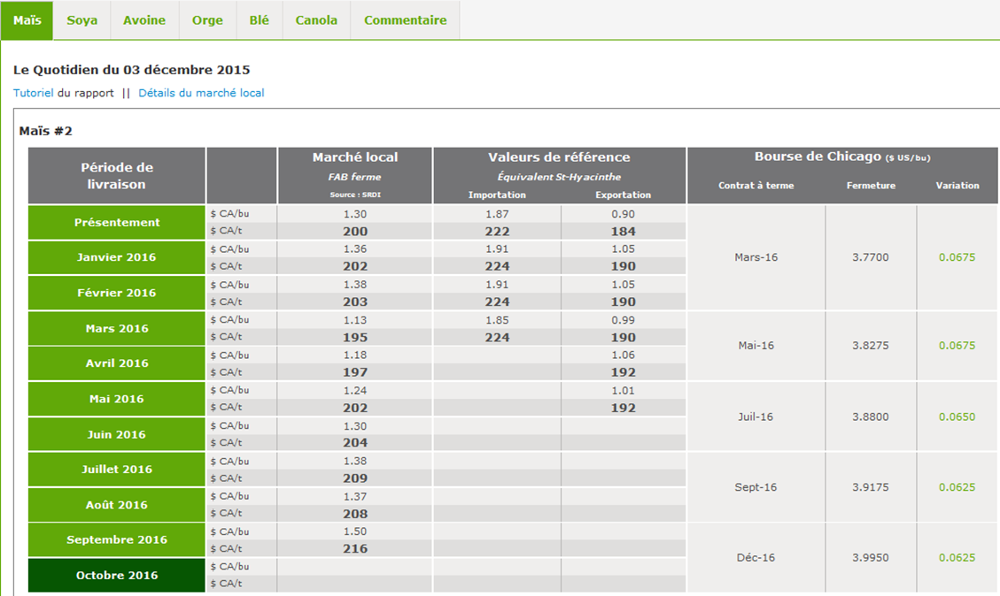 Maïs Soya Avoine Orge Blé Canola Commentaire
Le Quotidien du 03 décembre 2015
Tutoriel du rapport || Détails du marché local
Maïs #2
Période de livraison Marché local Valeurs de référence Bourse de Chicago ($ US/bu)
FAB ferme Équivalent St-Hyacinthe
Source : SRDI Importation Exportation Contrat à terme Fermeture Variation
Présentement $ CA/bu 1.30 1.87 0.90
$ CA/t 200 222 184
Janvier 2016 $ CA/bu 1.36 1.91 1.05 Mars-16 3.7700 0.0675
$ CA/t 202 224 190
Février 2016 $ CA/bu 1.38 1.91 1.05
$ CA/t 203 224 190
Mars 2016 $ CA/bu 1.13 1.85 0.99 Mai-16 3.8275 0.0675
$ CA/t 195 224 190
Avril 2016 $ CA/bu 1.18 1.06
$ CA/t 197 192
Mai 2016 $ CA/bu 1.24 1.01 Juil-16 3.8800 0.0650
$ CA/t 202 192
Juin 2016 $ CA/bu 1.30
$ CA/t 204
Juillet 2016 $ CA/bu 1.38 Sept-16 3.9175 0.0625
$ CA/t 209
Août 2016 $ CA/bu 1.37
$ CA/t 208
Septembre 2016 $ CA/bu 1.50 Déc-16 3.9950 0.0625
$ CA/t 216
Octobre 2016 $ CA/bu
$ CA/t